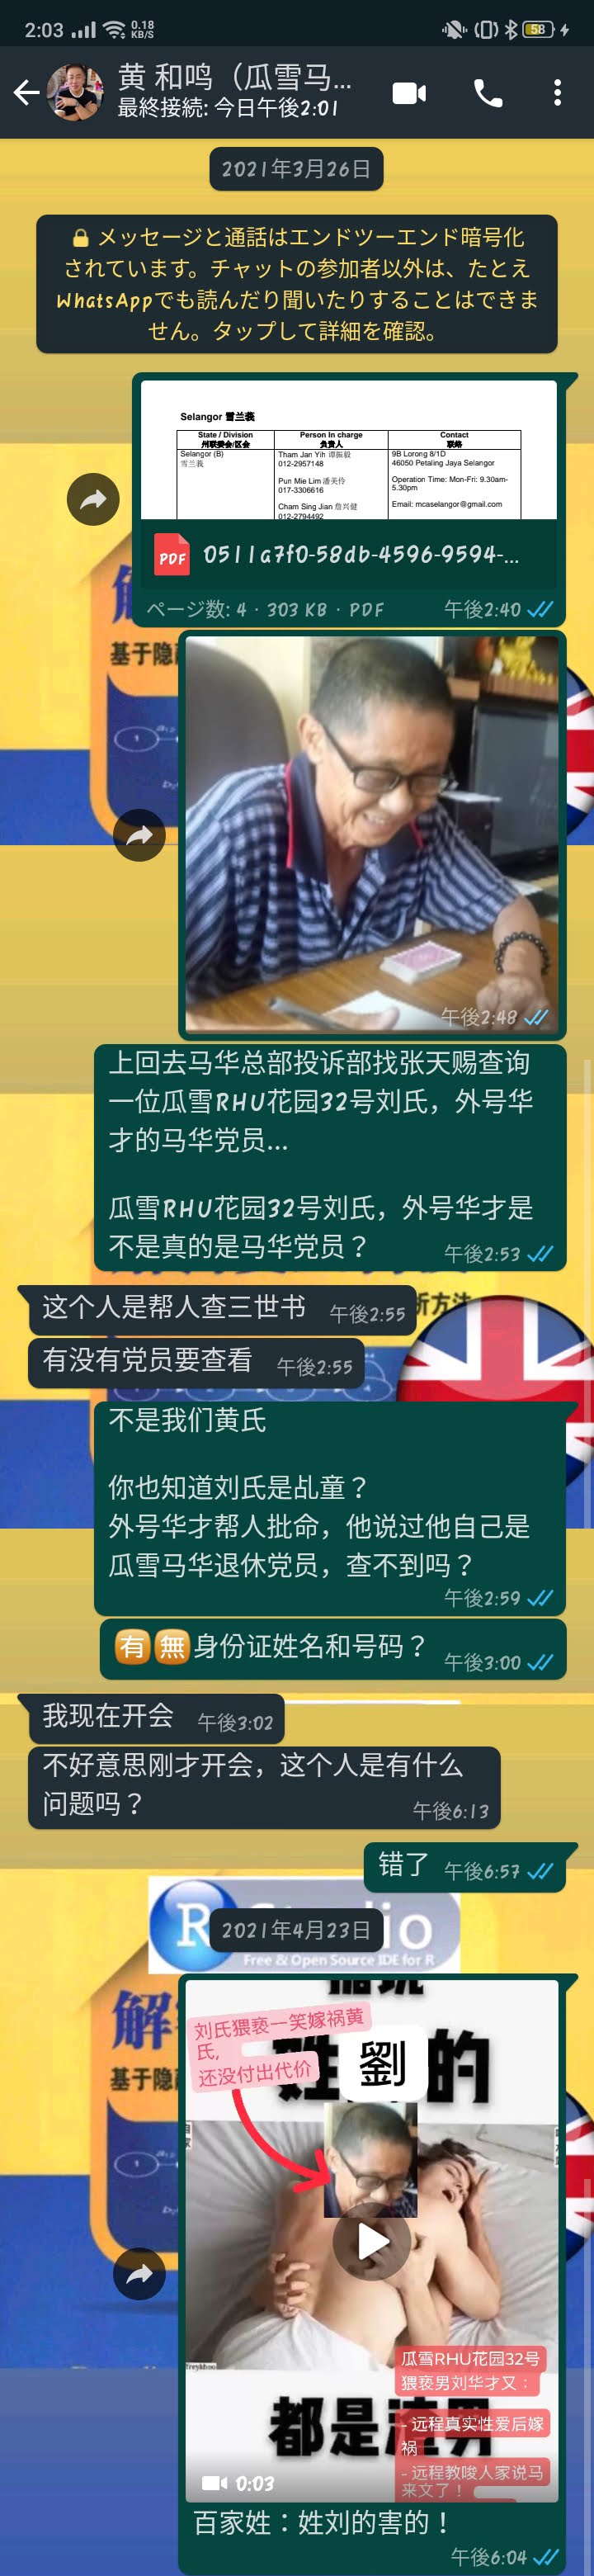 2:03
0.18
KB/S
58
黄 和鸣（瓜雪马...
最終接続: 今日午後2:01
2021年3月26日
メッセージと通話はエンドツーエンド暗号化
されています。チャットの参加者以外は、たとえ
WhatsAppでも読んだり聞いたりすることはできま
せん。タップして詳細を確認。
Selangor 雪兰莪
State / Division
州联委会/区会
Person In charge
负责人
Contact
联络
Selangor (B)
雪兰莪
Tham Jan Yih 谭振毅
012-2957148
Pun Mie Lim 潘美伶
017-3306616
Cham Sing Jian 詹兴健
012-2794492
9B Lorong 8/1D
46050 Petaling Jaya Selangor
Operation Time: Mon-Fri: 9.30am-
5.30pm
Email: mcaselangor@gmail.com
PDF
0511a7f0-58db-4596-9594-...
ページ数: 4 · 303 KB · PDF
午後2:40
基于隐
午後2:48
上回去马华总部投诉部找张天赐查询
一位瓜雪RHU花园32号刘氏，外号华
才的马华党员...
瓜雪RHU花园32号刘氏，外号华才是
不是真的是马华党员？
午後2:53
这个人是帮人查三世书
午後2:55
析方法
有没有党员要查看
午後2:55
不是我们黄氏
你也知道刘氏是乩童？
外号华才帮人批命，他说过他自己是
瓜雪马华退休党员，查不到吗？
午後2:59
有 無 身份证姓名和号码？
午後3:00
我现在开会
午後3:02
不好意思刚才开会，这个人是有什么
问题吗？
午後6:13
错了
午後6:57
R
io
2021年4月23日
Free & Open Source IDE for R
解
基于隐
刘氏猥亵一笑嫁祸黄
氏,
还没付出代价
姓
劉
的
瓜雪RHU花园32号
猥亵男刘华才又：
- 远程真实性爱后嫁
祸
- 远程教唆人家说马
来文了！
都是渣男
0:03
百家姓：姓刘的害的！
午後6:04